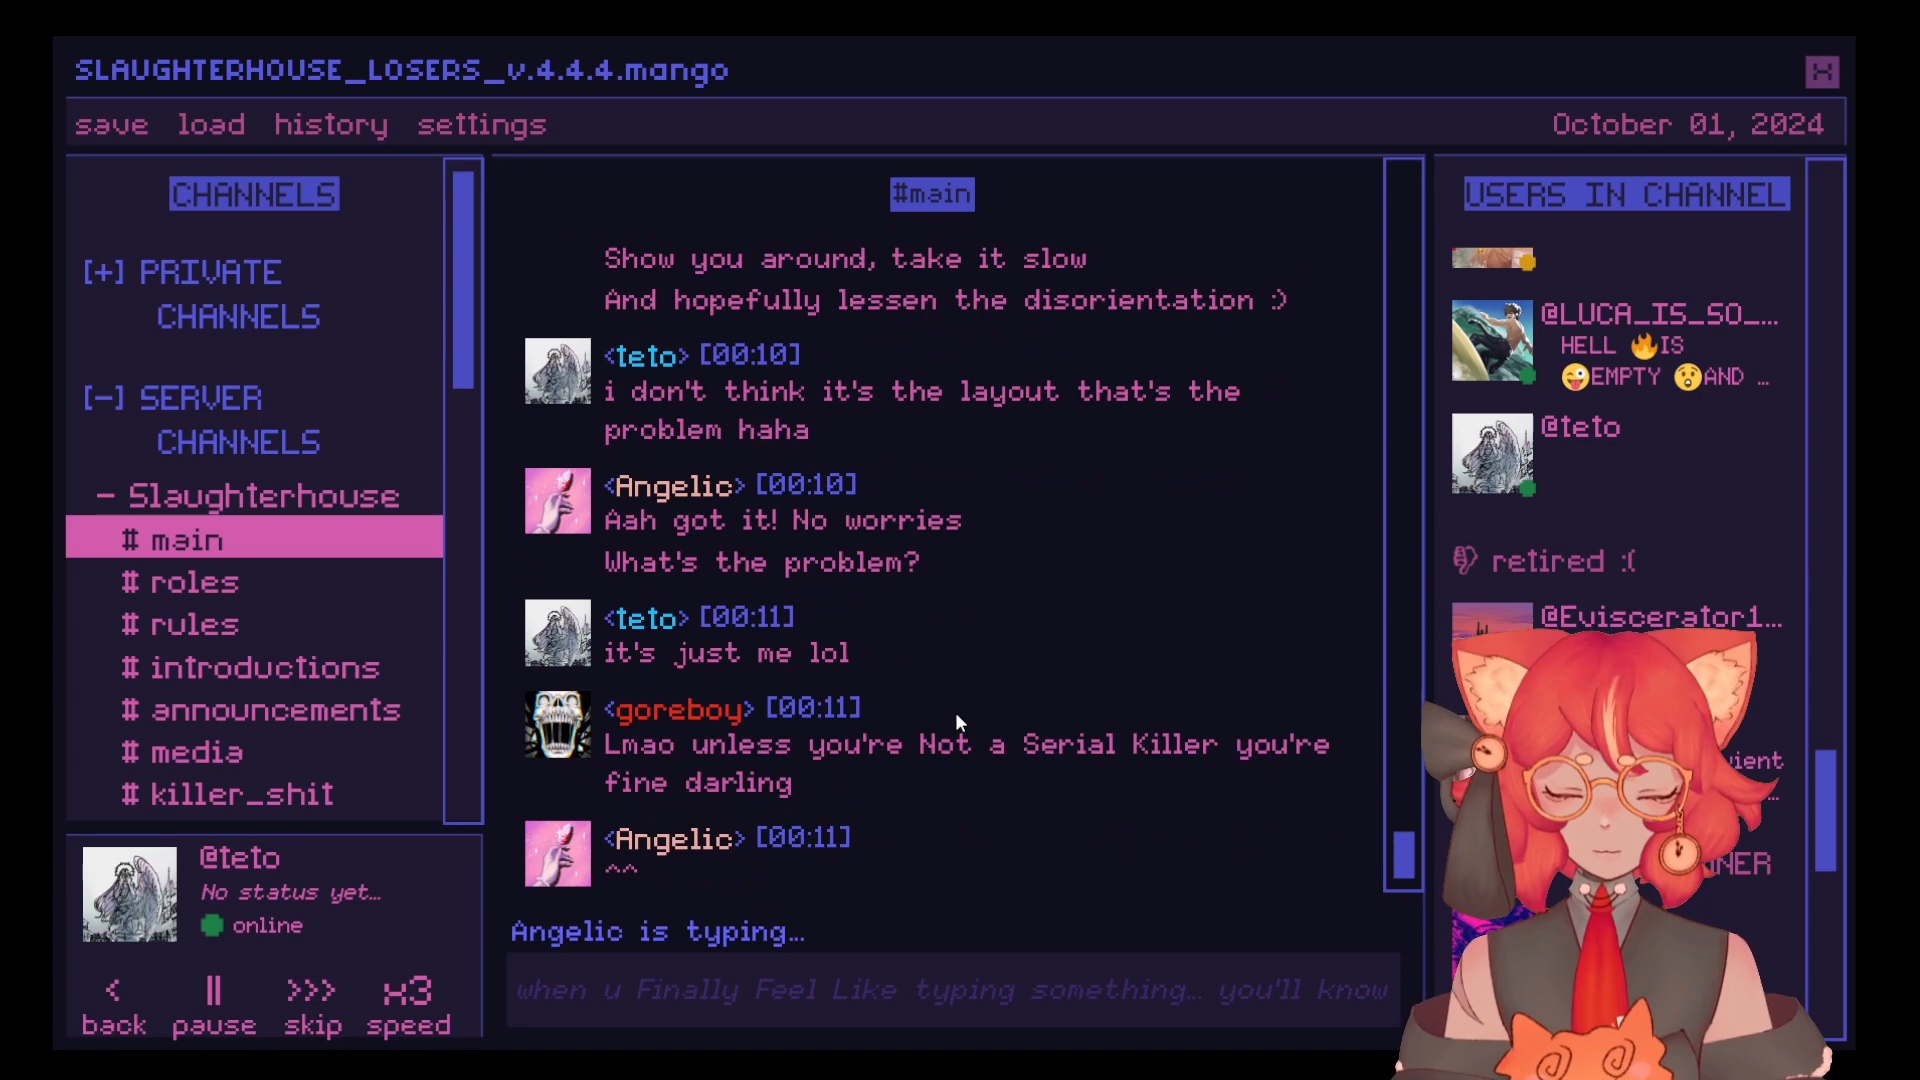 SLAUGHTERHOUSE_LOSERS_v.4.4.4.mango
X
save load history settings
October 01, 2024
CHANNELS
[+] PRIVATE
CHANNELS
[-] SERVER
CHANNELS
- Slaughterhouse
# main
# roles
# rules
# introductions
# announcements
# media
# killer_shit
@teto
No status yet...
online
< || >>> x3
back pause skip speed
#main
Show you around, take it slow
And hopefully lessen the disorientation :)
<teto> [00:10]
i don't think it's the layout that's the
problem haha
<Angelic> [00:10]
Aah got it! No worries
What's the problem?
<teto> [00:11]
it's just me lol
<goreboy> [00:11]
Lmao unless you're Not a Serial Killer you're
fine darling
<Angelic> [00:11]
^^
Angelic is typing...
when u Finally Feel Like typing something... you'll know
USERS IN CHANNEL
@LUCA_IS_SO_...
HELL 🔥IS
😜EMPTY 😲AND ...
@teto
👎 retired :(
@Eviscerator1...